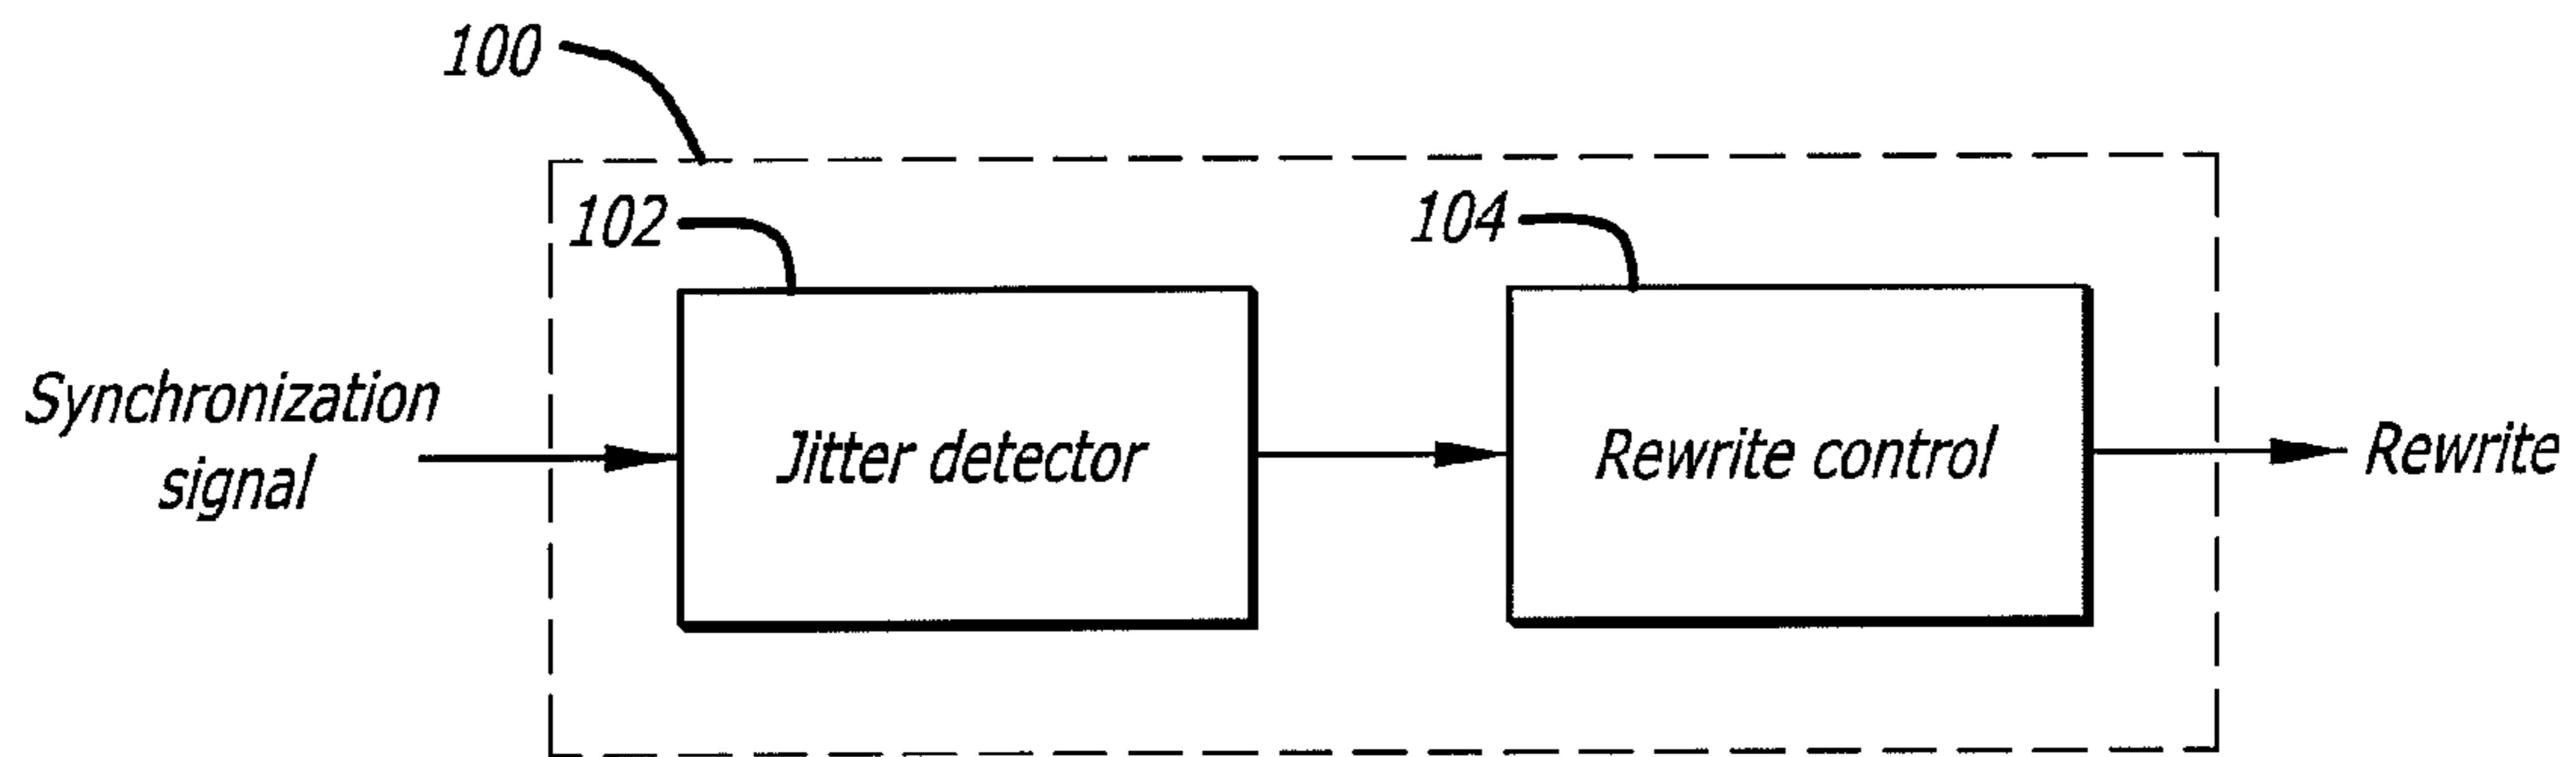 100
102
104
Synchronization
signal
Jitter detector
Rewrite control
Rewrite